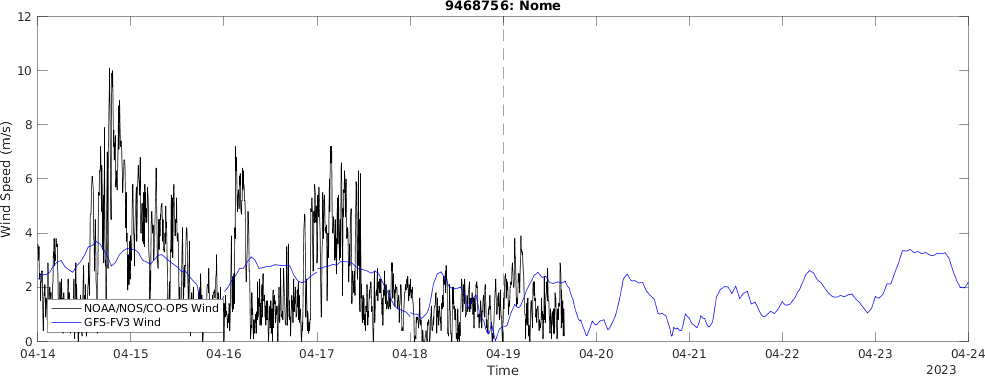 9468756: Nome
Wind Speed (m/s)
12
10
8
6
4
2
0
NOAA/NOS/CO-OPS Wind
GFS-FV3 Wind
04-14 04-15 04-16 04-17 04-18 04-19 04-20 04-21 04-22 04-23 04-24
Time
2023